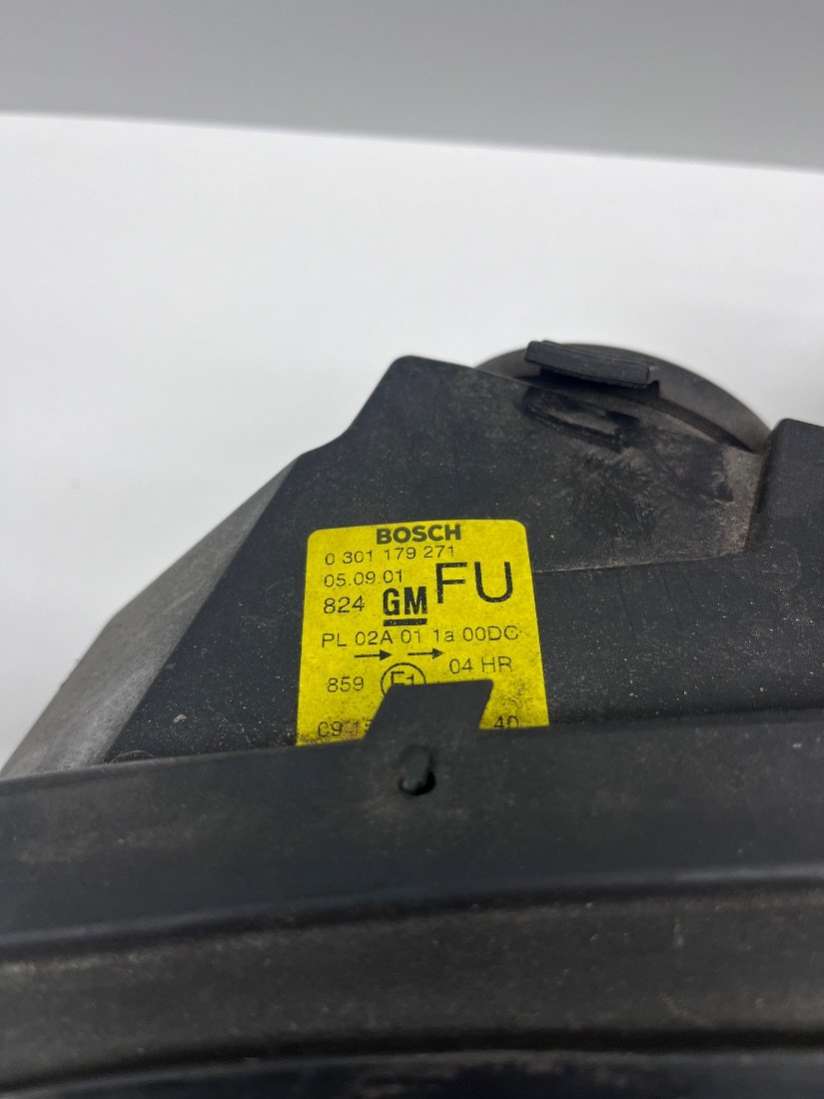 BOSCH
0 301 179 271
05.09.01
FU
824 GM
PL 02A 01 1a 00DC
→ →
04 HR
859 E1
40